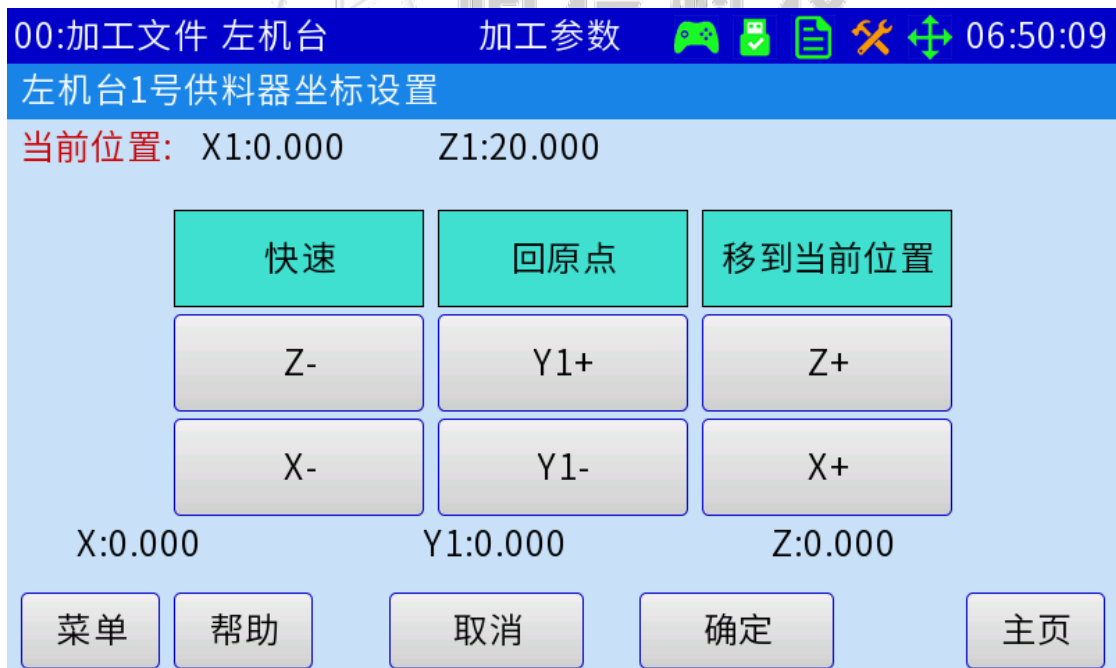 00:加工文件 左机台 加工参数 06:50:09
左机台1号供料器坐标设置
当前位置: X1:0.000 Z1:20.000
快速 回原点 移到当前位置
Z- Y1+ Z+
X- Y1- X+
X:0.000 Y1:0.000 Z:0.000
菜单 帮助 取消 确定 主页